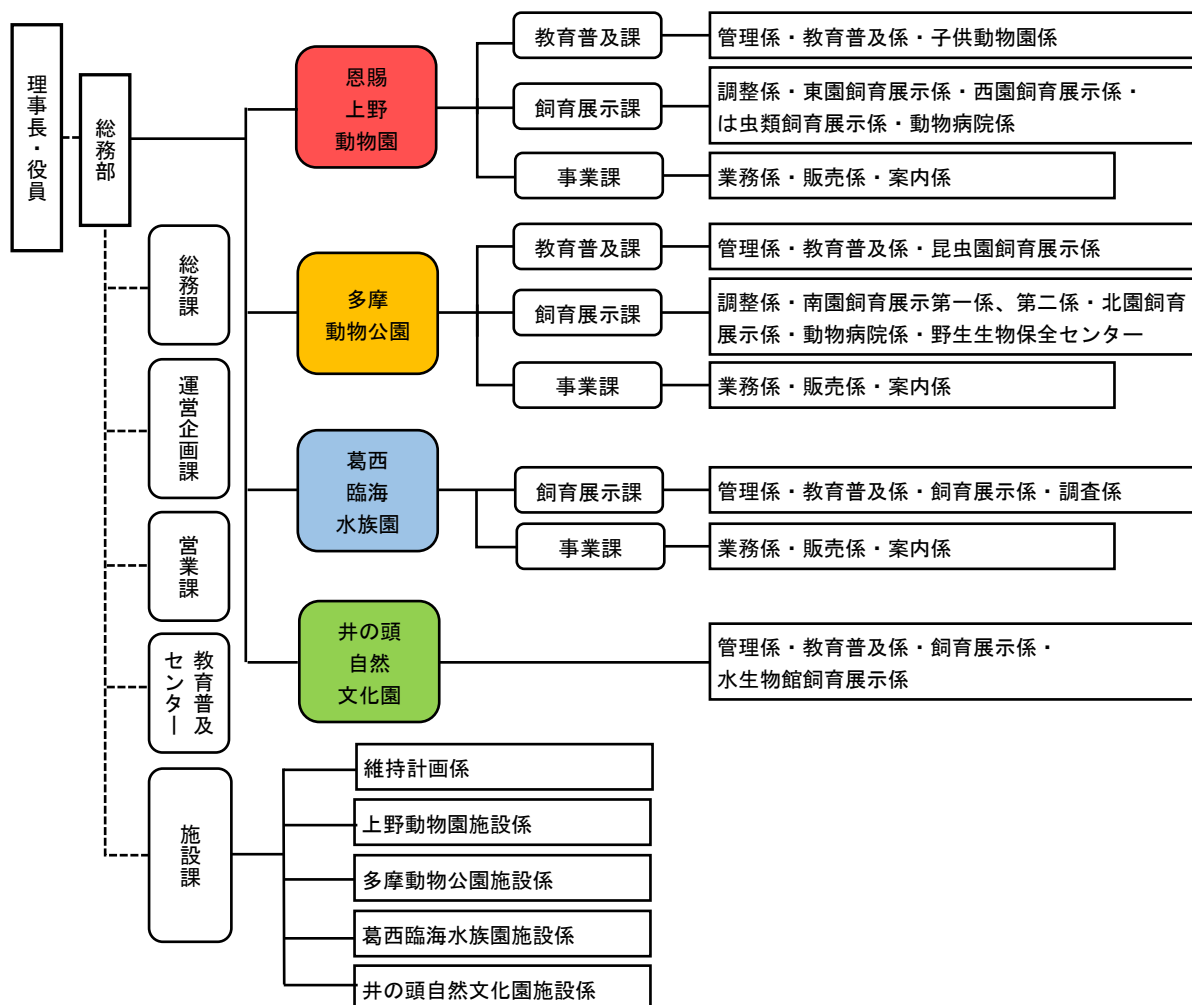 理事長・役員
総務部
恩賜
上野
動物園
教育普及課
管理係・教育普及係・子供動物園係
飼育展示課
調整係・東園飼育展示係・西園飼育展示係・
は虫類飼育展示係・動物病院係
事業課
業務係・販売係・案内係
多摩
動物公園
教育普及課
管理係・教育普及係・昆虫園飼育展示係
飼育展示課
調整係・南園飼育展示第一係、第二係・北園飼育
展示係・動物病院係・野生生物保全センター
事業課
業務係・販売係・案内係
葛西
臨海
水族園
飼育展示課
管理係・教育普及係・飼育展示係・調査係
事業課
業務係・販売係・案内係
井の頭
自然
文化園
管理係・教育普及係・飼育展示係・
水生物館飼育展示係
総務課
運営企画課
営業課
教育普及
センター
施設課
維持計画係
上野動物園施設係
多摩動物公園施設係
葛西臨海水族園施設係
井の頭自然文化園施設係